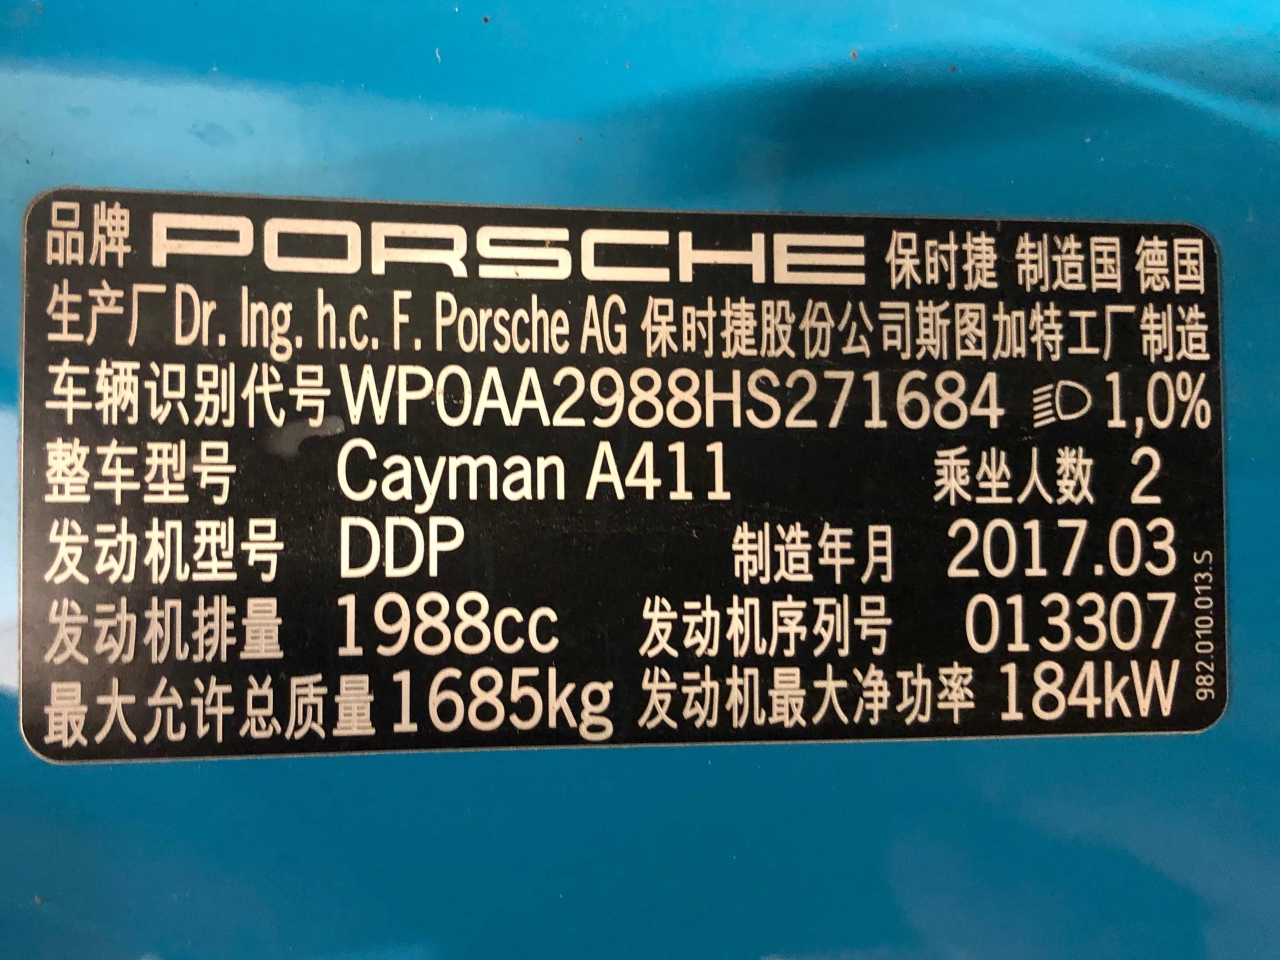 品牌 PORSCHE 保时捷 制造国 德国
生产厂 Dr. Ing. h.c. F. Porsche AG 保时捷股份公司斯图加特工厂制造
车辆识别代号 WP0AA2988HS271684 1,0%
整车型号 Cayman A411 乘坐人数 2
发动机型号 DDP 制造年月 2017.03
发动机排量 1988cc 发动机序列号 013307
最大允许总质量 1685kg 发动机最大净功率 184kW
982.010.013.S